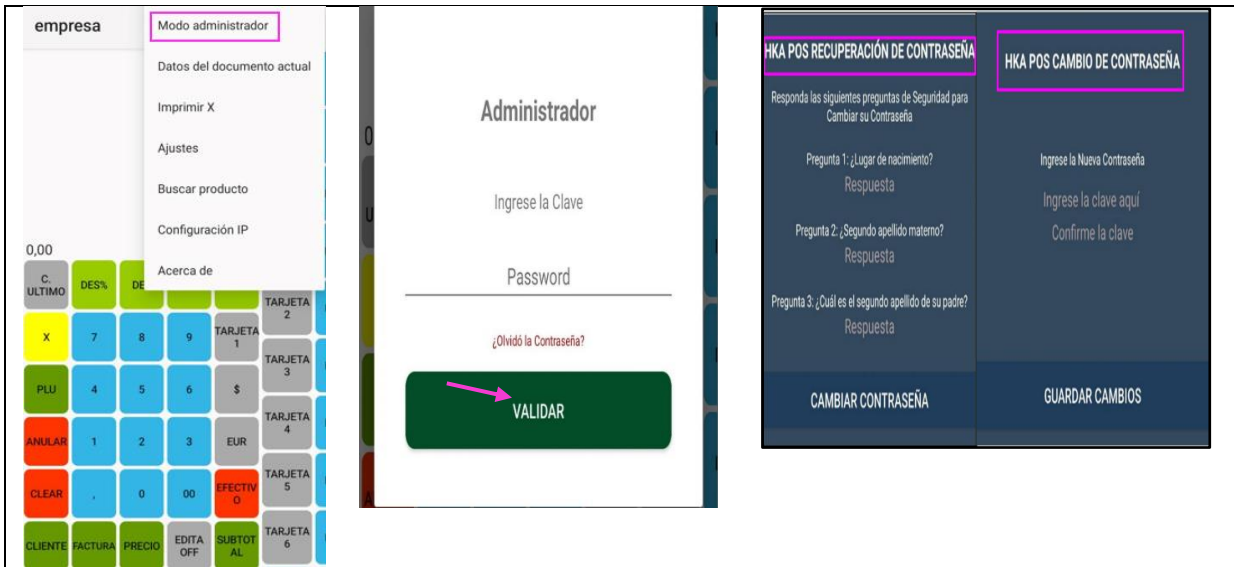 empresa
Modo administrador
Datos del documento actual
Imprimir X
Ajustes
Buscar producto
Configuración IP
Acerca de
0,00
C.
ULTIMO
DES%
DE
TARJETA
2
X
7
8
9
TARJETA
1
TARJETA
3
PLU
4
5
6
$
TARJETA
4
ANULAR
1
2
3
EUR
TARJETA
5
CLEAR
,
0
00
EFECTIV
O
CLIENTE
FACTURA
PRECIO
EDITA
OFF
SUBTOT
AL
TARJETA
6
Administrador
Ingrese la Clave
Password
¿Olvidó la Contraseña?
VALIDAR
HKA POS RECUPERACIÓN DE CONTRASEÑA
Responda las siguientes preguntas de Seguridad para
Cambiar su Contraseña
Pregunta 1: ¿Lugar de nacimiento?
Respuesta
Pregunta 2: ¿Segundo apellido materno?
Respuesta
Pregunta 3: ¿Cuál es el segundo apellido de su padre?
Respuesta
CAMBIAR CONTRASEÑA
HKA POS CAMBIO DE CONTRASEÑA
Ingrese la Nueva Contraseña
Ingrese la clave aquí
Confirme la clave
GUARDAR CAMBIOS